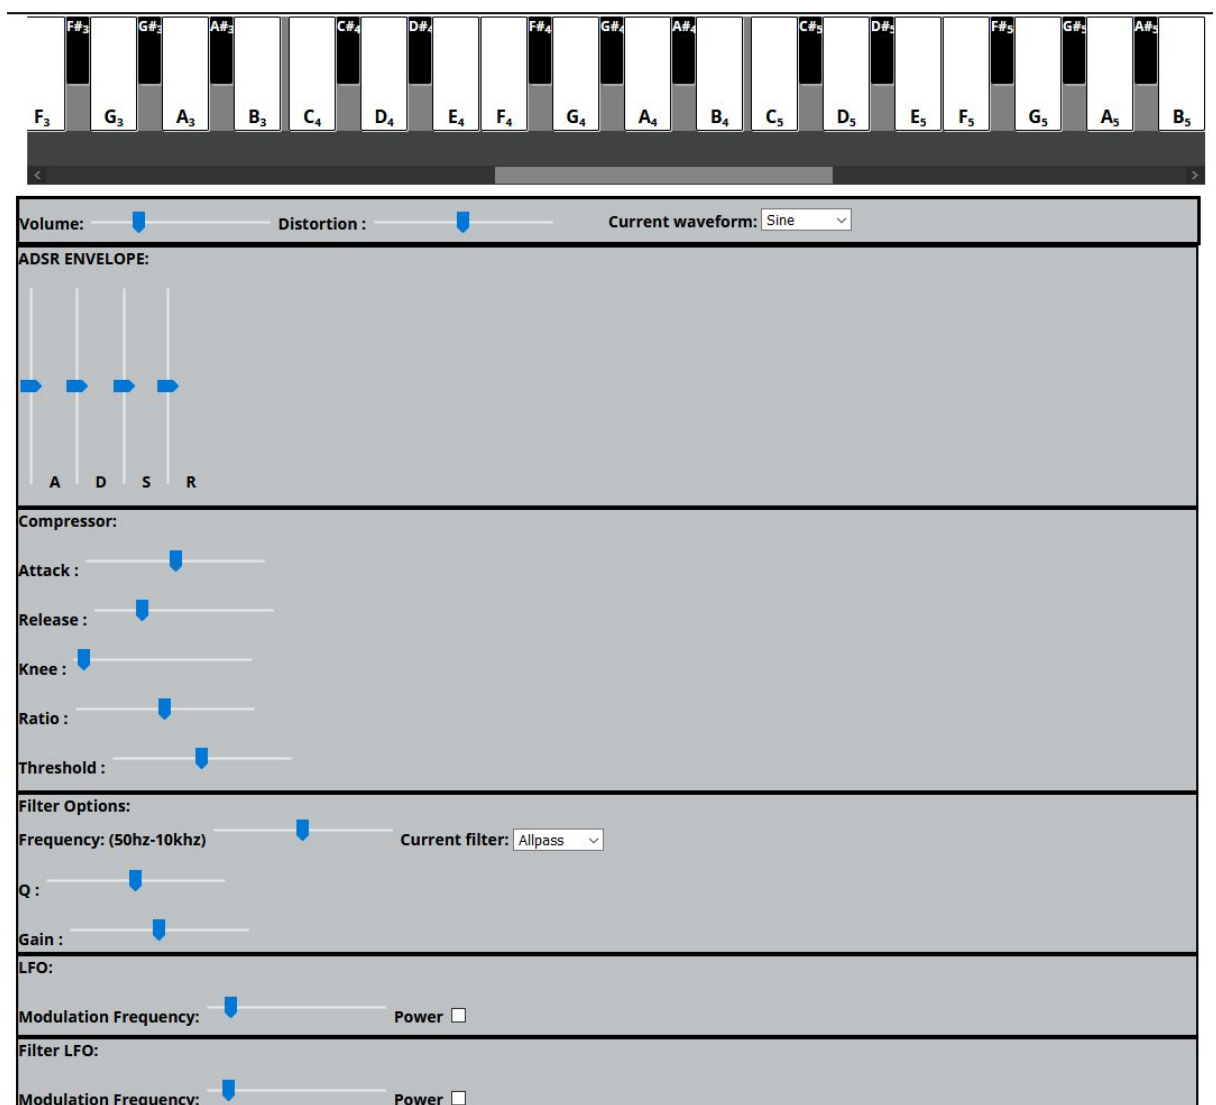 F#3 G#3 A#3 C#4 D#4 F#4 G#4 A#4 C#5 D#5 F#5 G#5 A#5
F3 G3 A3 B3 C4 D4 E4 F4 G4 A4 B4 C5 D5 E5 F5 G5 A5 B5
Volume: Distortion : Current waveform: Sine
ADSR ENVELOPE:
A D S R
Compressor:
Attack :
Release :
Knee :
Ratio :
Threshold :
Filter Options:
Frequency: (50hz-10khz) Current filter: Allpass
Q :
Gain :
LFO:
Modulation Frequency: Power
Filter LFO:
Modulation Frequency: Power